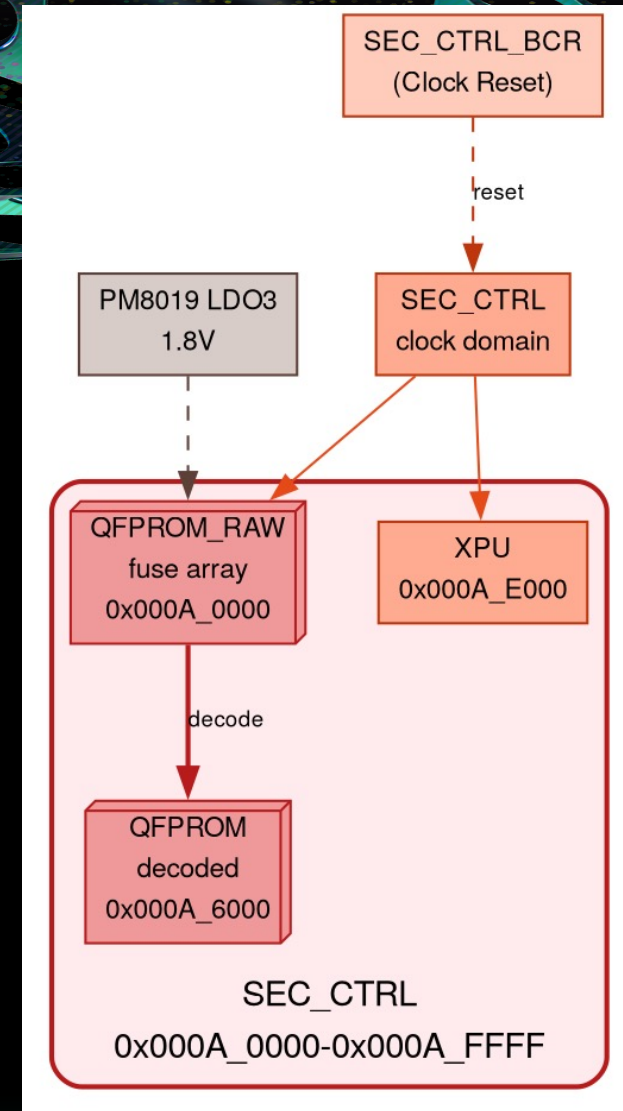 SEC_CTRL_BCR
(Clock Reset)
reset
PM8019 LDO3
1.8V
SEC_CTRL
clock domain
QFPROM_RAW
fuse array
0x000A_0000
XPU
0x000A_E000
decode
QFPROM
decoded
0x000A_6000
SEC_CTRL
0x000A_0000-0x000A_FFFF